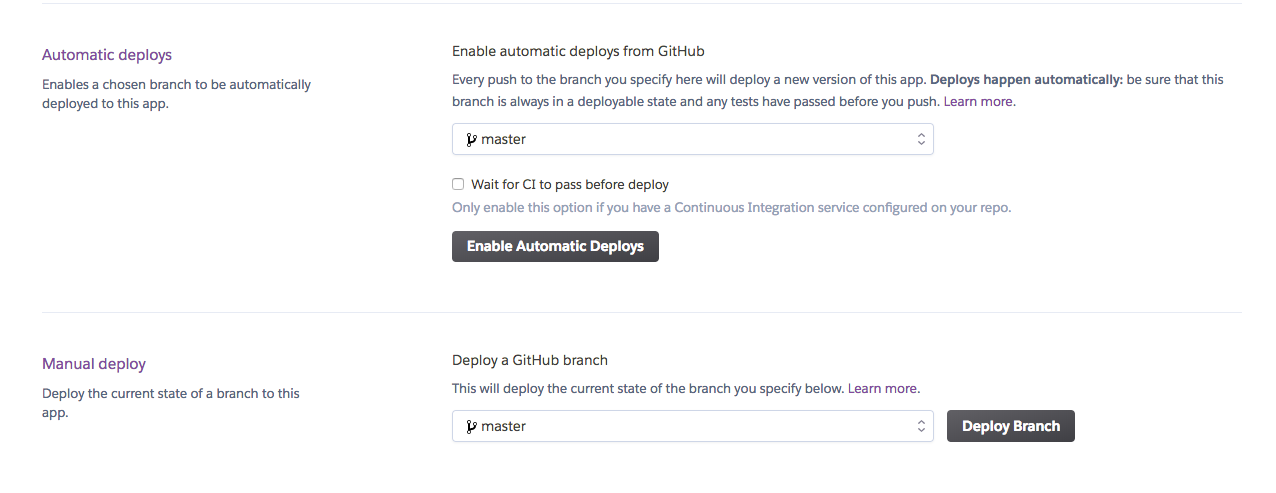 Automatic deploys
Enables a chosen branch to be automatically
deployed to this app.
Enable automatic deploys from GitHub
Every push to the branch you specify here will deploy a new version of this app. Deploys happen automatically: be sure that this
branch is always in a deployable state and any tests have passed before you push. Learn more.
master
Wait for CI to pass before deploy
Only enable this option if you have a Continuous Integration service configured on your repo.
Enable Automatic Deploys
Manual deploy
Deploy the current state of a branch to this
app.
Deploy a GitHub branch
This will deploy the current state of the branch you specify below. Learn more.
master
Deploy Branch